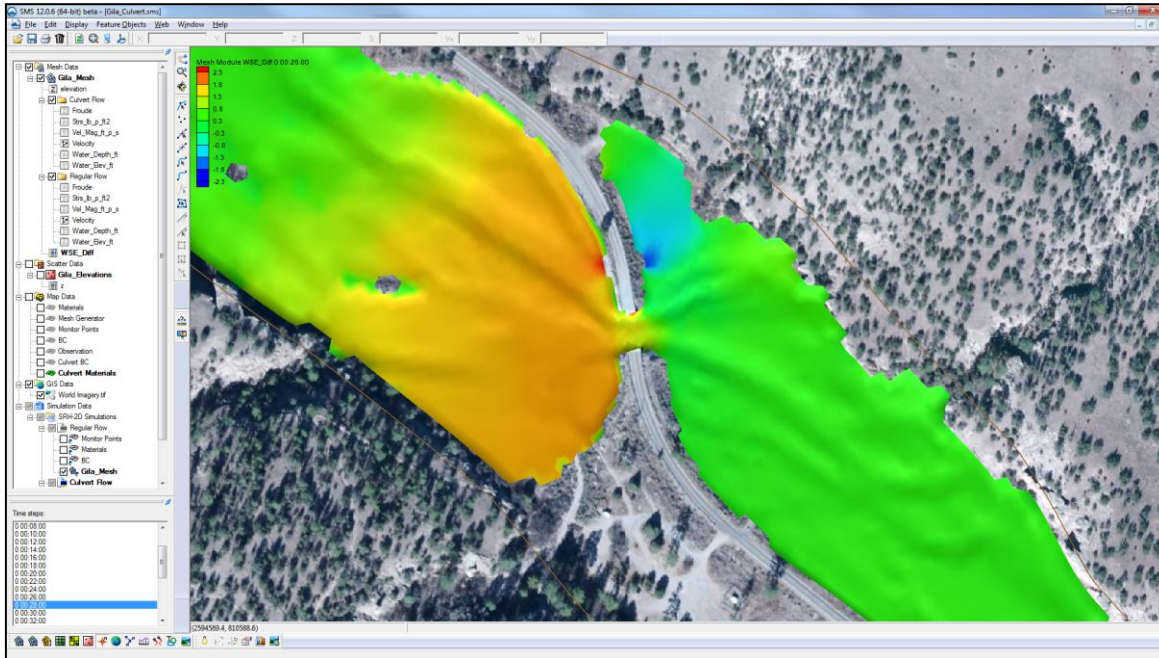 SMS 12.0.6 (64-bit) beta - [Gila_Culvert.sms]
File Edit Display Feature Objects Web Window Help
X: Y: Z: S: Vx: Vy:
Mesh Data
Gila_Mesh
elevation
Culvert Flow
Froude
Strs_lb_p_ft2
Vel_Mag_ft_p_s
Velocity
Water_Depth_ft
Water_Elev_ft
Regular Flow
Froude
Strs_lb_p_ft2
Vel_Mag_ft_p_s
Velocity
Water_Depth_ft
Water_Elev_ft
WSE_Diff
Scatter Data
Gila_Elevations
z
Map Data
Materials
Mesh Generator
Monitor Points
BC
Observation
Culvert BC
Culvert Materials
GIS Data
World Imagery.tif
Simulation Data
SRH-2D Simulations
Regular Flow
Monitor Points
Materials
BC
Gila_Mesh
Culvert Flow
Time steps:
0 00:08:00
0 00:10:00
0 00:12:00
0 00:14:00
0 00:16:00
0 00:18:00
0 00:20:00
0 00:22:00
0 00:24:00
0 00:26:00
0 00:28:00
0 00:30:00
0 00:32:00
Mesh Module WSE_Diff 0 00:28:00
2.3
1.8
1.3
0.8
0.3
-0.3
-0.8
-1.3
-1.8
-2.3
(2594589.4, 810588.6)